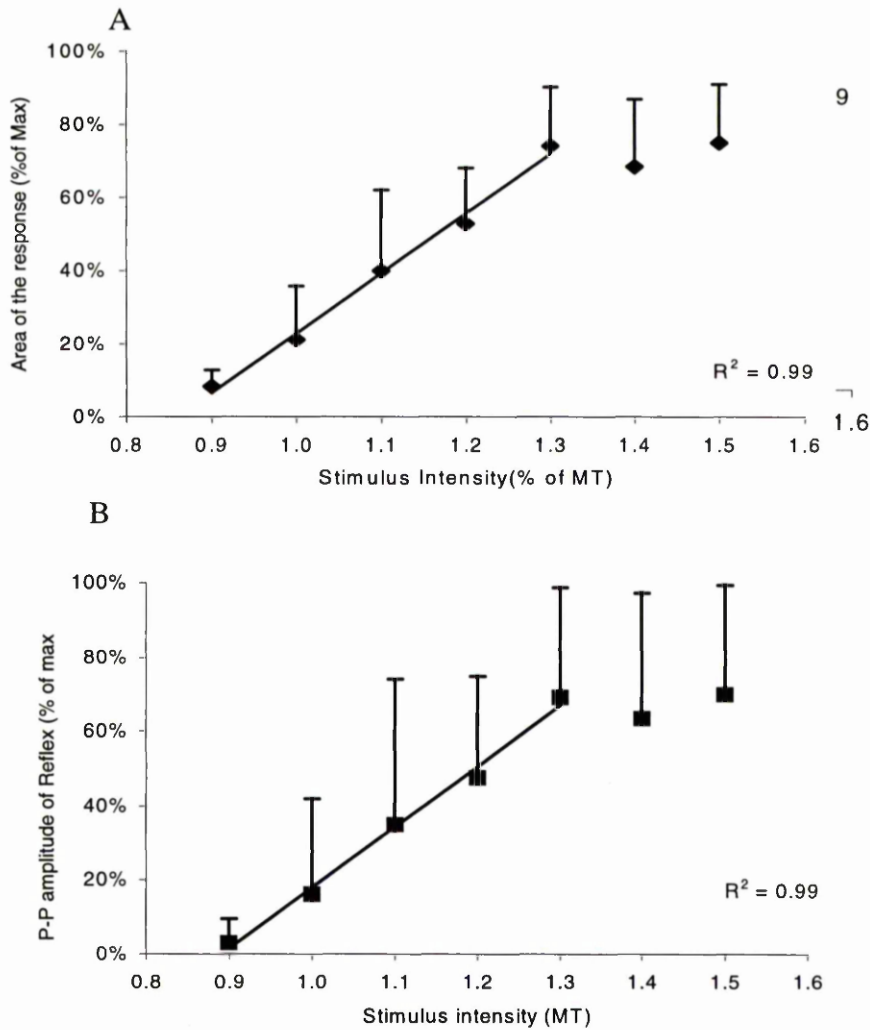 A
100%
80%
60%
40%
20%
0%
Area of the response (%of Max)
R² = 0.99
0.8 0.9 1.0 1.1 1.2 1.3 1.4 1.5 1.6
Stimulus Intensity(% of MT)
9
1.6
B
100%
80%
60%
40%
20%
0%
P-P amplitude of Reflex (% of max
R² = 0.99
0.8 0.9 1.0 1.1 1.2 1.3 1.4 1.5 1.6
Stimulus intensity (MT)